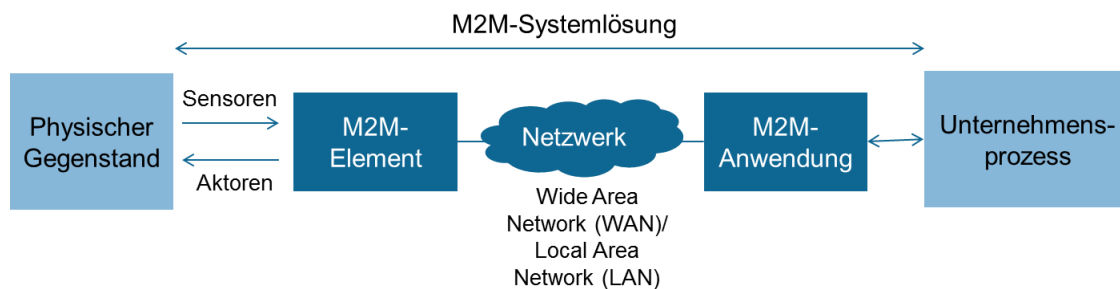 M2M-Systemlösung
Physischer
Gegenstand
Sensoren
Aktoren
M2M-
Element
Netzwerk
Wide Area
Network (WAN)/
Local Area
Network (LAN)
M2M-
Anwendung
Unternehmens-
prozess